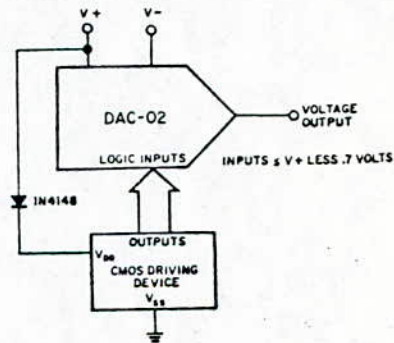 V+ V-
DAC-02
VOLTAGE
OUTPUT
LOGIC INPUTS
INPUTS ≤ V+ LESS .7 VOLTS
1N4148
OUTPUTS
VDD
CMOS DRIVING
DEVICE
VSS